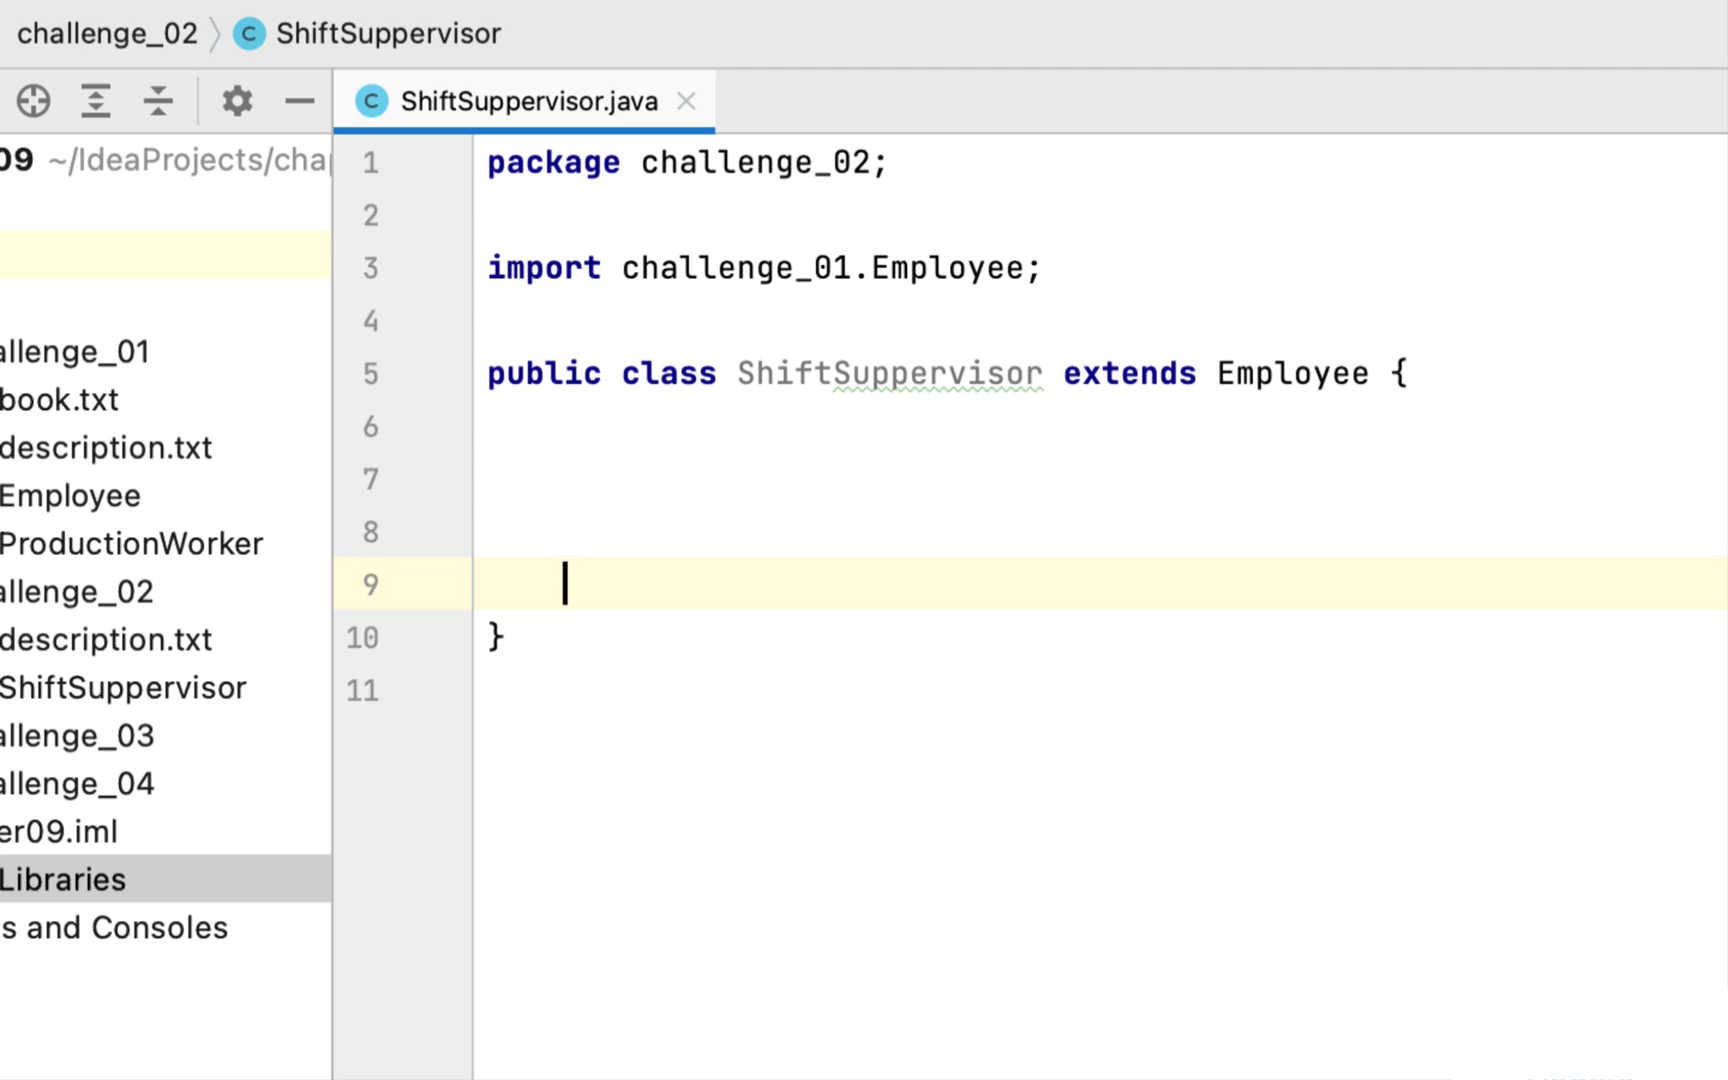 challenge_02 〉 C ShiftSuppervisor
C ShiftSuppervisor.java ×
09 ~/IdeaProjects/chap
allenge_01
book.txt
description.txt
Employee
ProductionWorker
allenge_02
description.txt
ShiftSuppervisor
allenge_03
allenge_04
er09.iml
Libraries
s and Consoles
1 package challenge_02;
2
3 import challenge_01.Employee;
4
5 public class ShiftSuppervisor extends Employee {
6
7
8
9
10 }
11